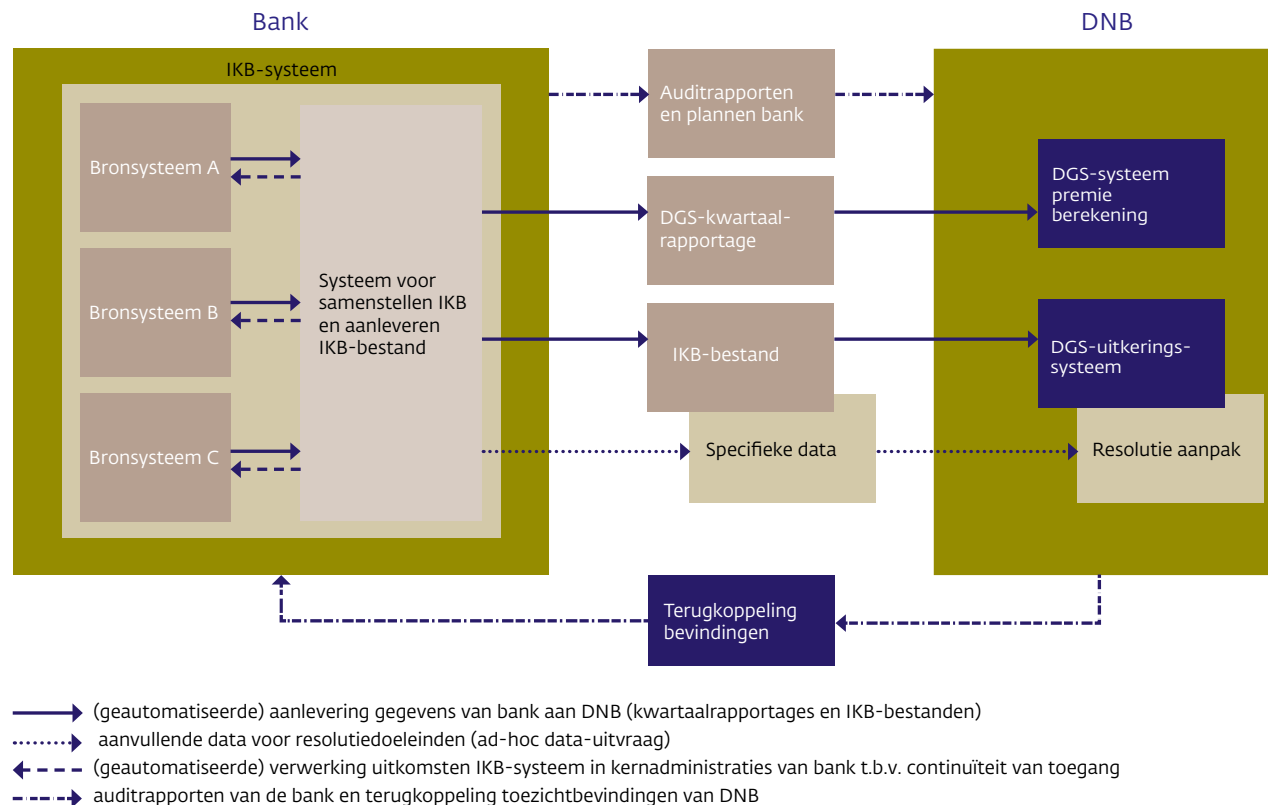 Bank
DNB
IKB-systeem
Bronsysteem A
Bronsysteem B
Bronsysteem C
Systeem voor
samenstellen IKB
en aanleveren
IKB-bestand
Auditrapporten
en plannen bank
DGS-kwartaal-
rapportage
IKB-bestand
Specifieke data
DGS-systeem
premie
berekening
DGS-uitkerings-
systeem
Resolutie aanpak
Terugkoppeling
bevindingen
(geautomatiseerde) aanlevering gegevens van bank aan DNB (kwartaalrapportages en IKB-bestanden)
aanvullende data voor resolutiedoeleinden (ad-hoc data-uitvraag)
(geautomatiseerde) verwerking uitkomsten IKB-systeem in kernadministraties van bank t.b.v. continuïteit van toegang
auditrapporten van de bank en terugkoppeling toezichtbevindingen van DNB